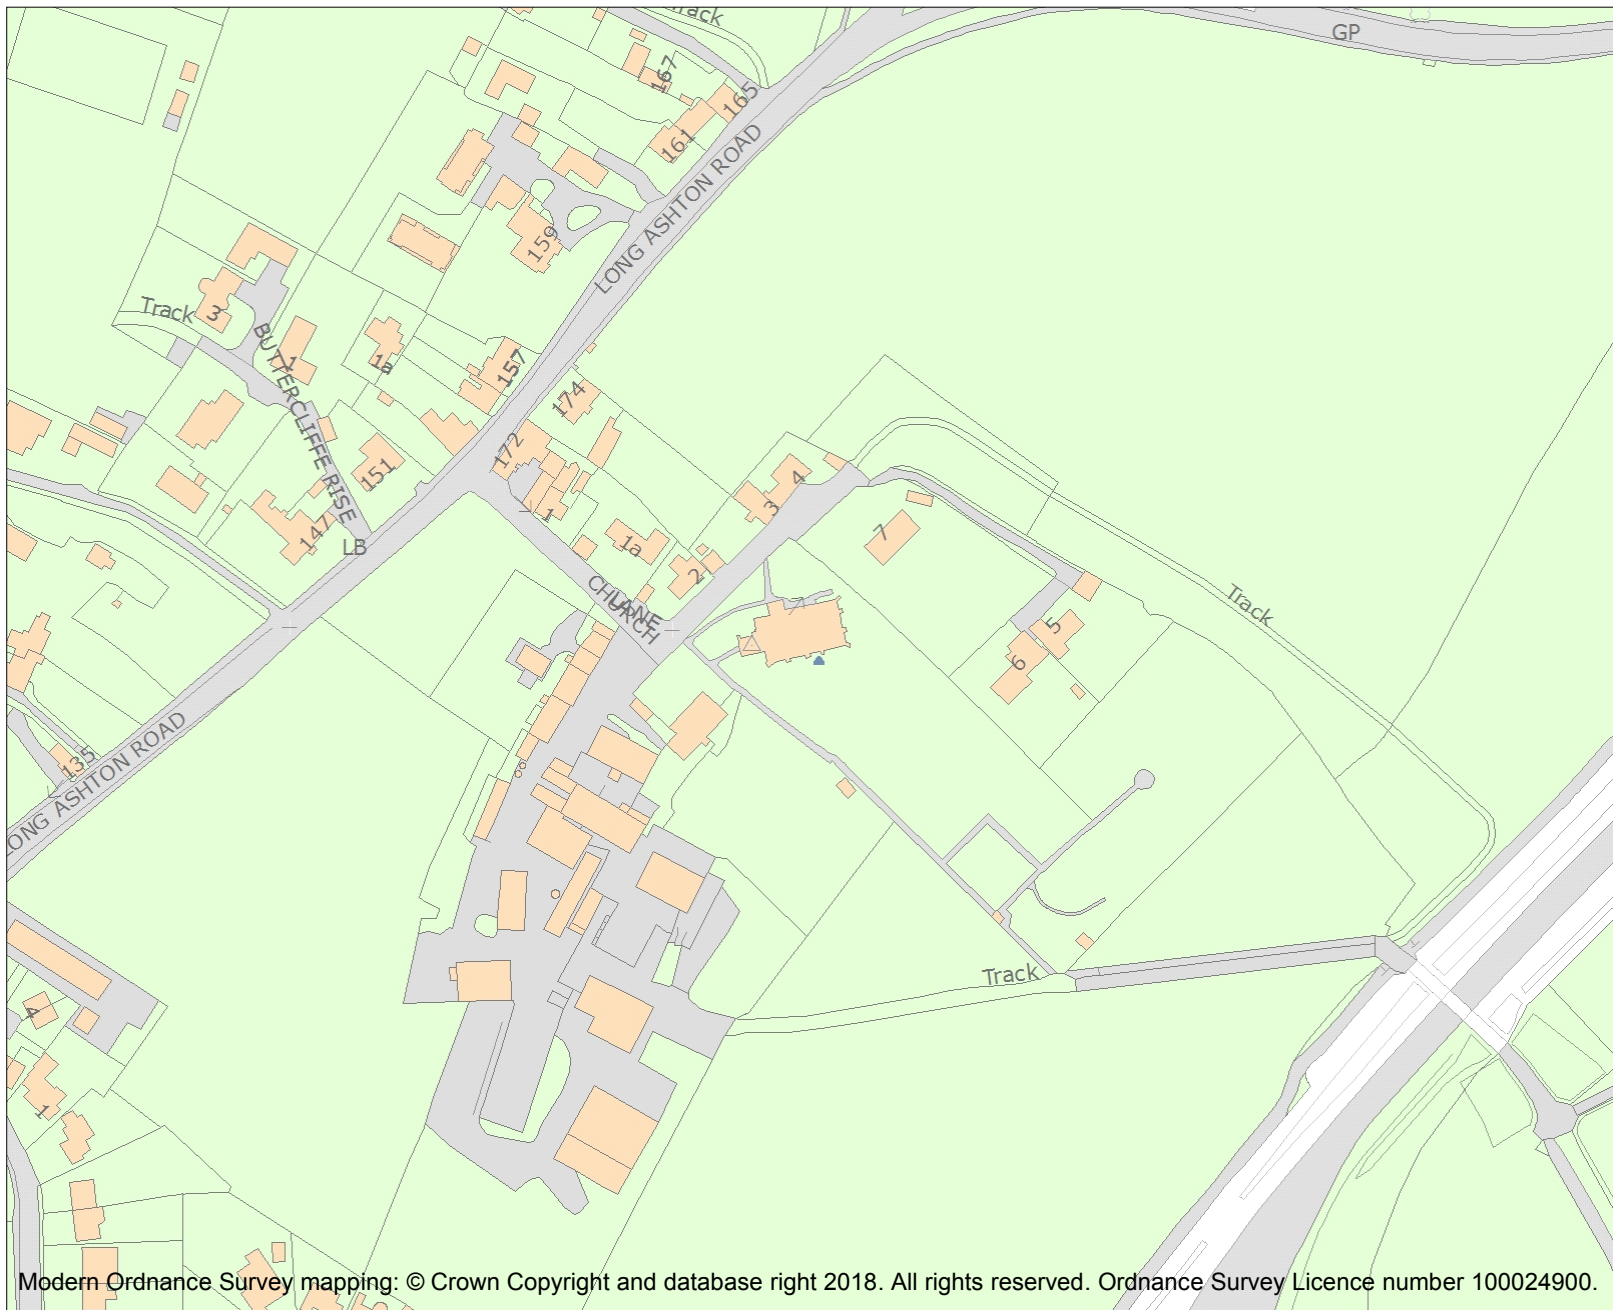 Track
GP
167
165
161
LONG ASHTON ROAD
159
Track
3
BUTTERCLIFFE RISE
1
1a
157
174
172
151
147
LB
1
1a
3
4
2
7
CHURCH
LANE
5
6
Track
135
LONG ASHTON ROAD
Track
4
1
Modern Ordnance Survey mapping: © Crown Copyright and database right 2018. All rights reserved. Ordnance Survey Licence number 100024900.